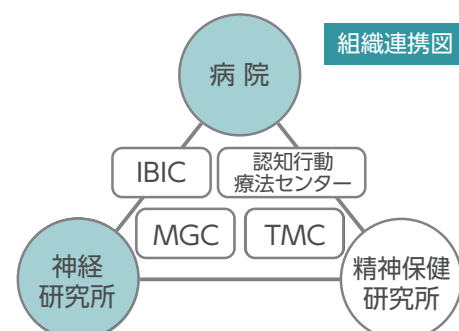 組織連携図
病院
IBIC
認知行動
療法センター
MGC
TMC
神経
研究所
精神保健
研究所